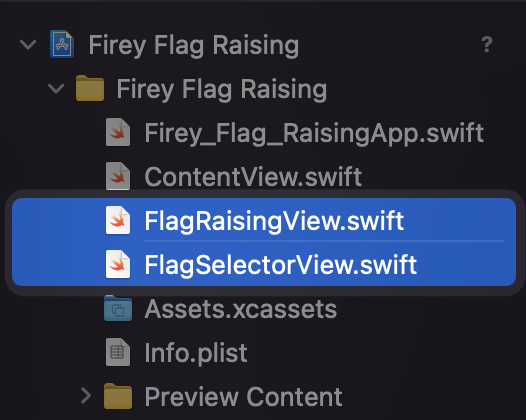 Firey Flag Raising ?
Firey Flag Raising
Firey_Flag_RaisingApp.swift
ContentView.swift
FlagRaisingView.swift
FlagSelectorView.swift
Assets.xcassets
Info.plist
Preview Content